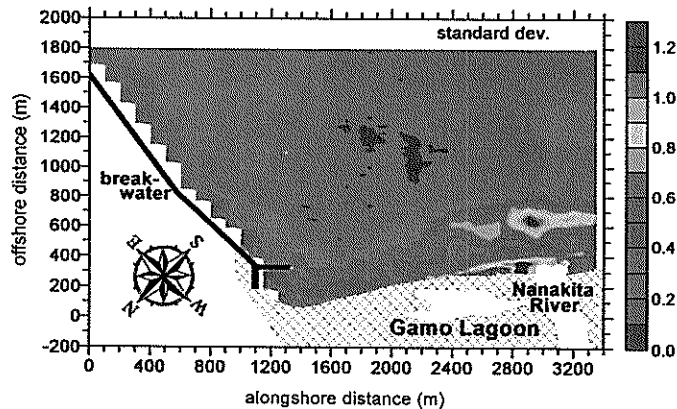 standard dev.
2000
1800
1600
1400
1200
1000
800
600
400
200
0
-200
offshore distance (m)
break-
water
E
S
N
W
Nanakita
River
Gamo Lagoon
0
400
800
1200
1600
2000
2400
2800
3200
alongshore distance (m)
1.2
1.0
0.8
0.6
0.4
0.2
0.0